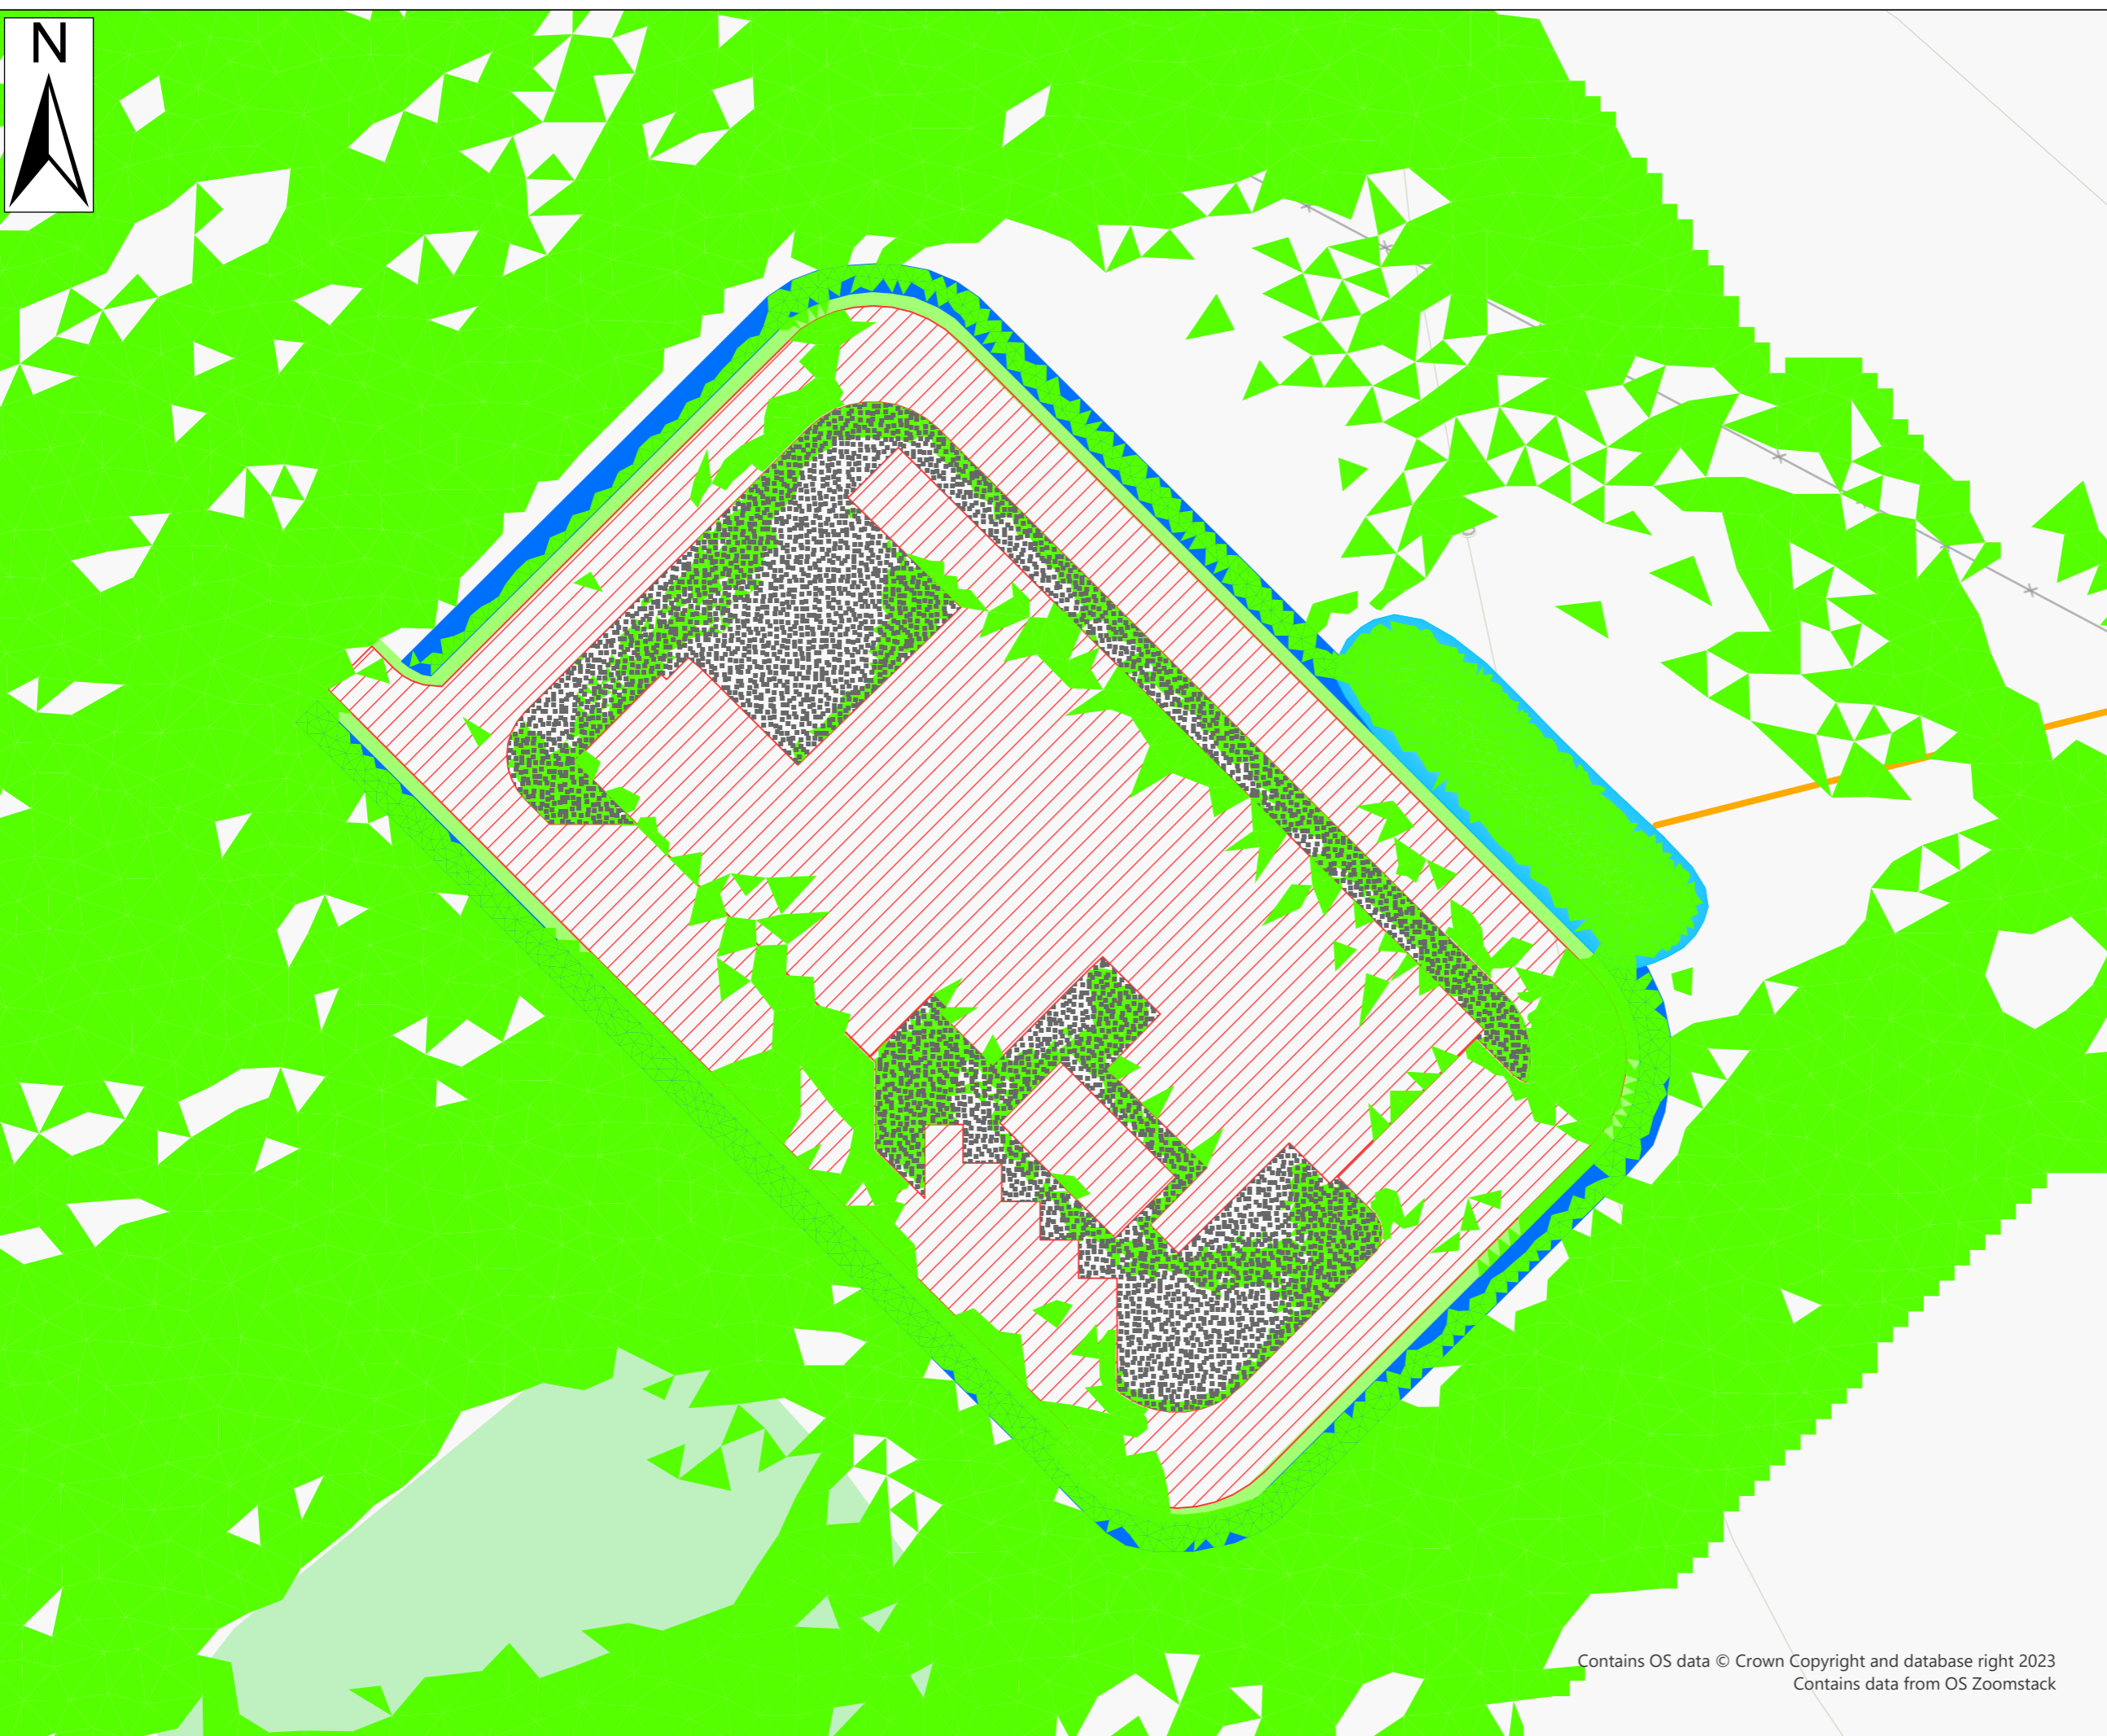 N
Contains OS data © Crown Copyright and database right 2023
Contains data from OS Zoomstack